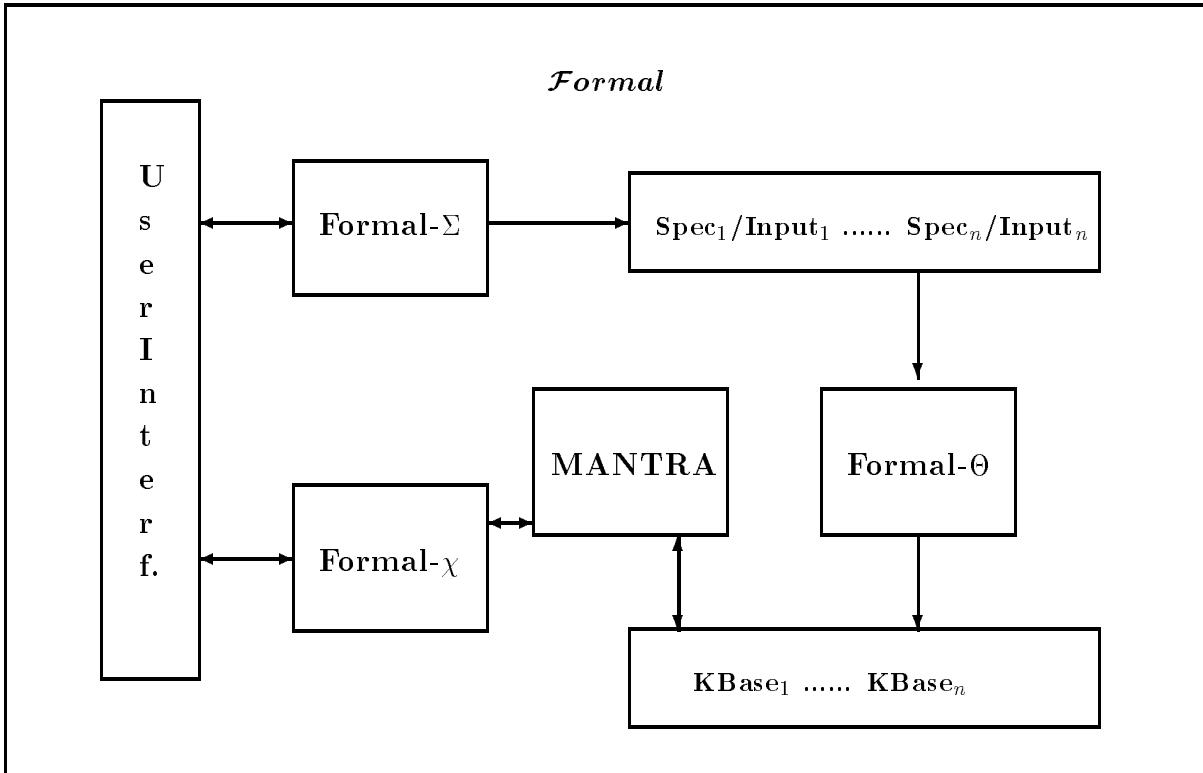 Formal
U
s
e
r
I
n
t
e
r
f.
Formal-Σ
Spec₁/Input₁ ...... Specₙ/Inputₙ
MANTRA
Formal-Θ
Formal-χ
KBase₁ ...... KBaseₙ